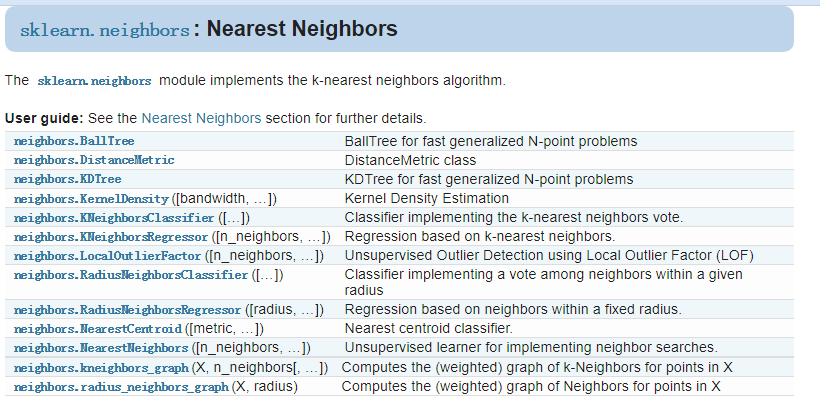 sklearn.neighbors: Nearest Neighbors
The sklearn.neighbors module implements the k-nearest neighbors algorithm.
User guide: See the Nearest Neighbors section for further details.
neighbors.BallTree BallTree for fast generalized N-point problems
neighbors.DistanceMetric DistanceMetric class
neighbors.KDTree KDTree for fast generalized N-point problems
neighbors.KernelDensity([bandwidth, …]) Kernel Density Estimation
neighbors.KNeighborsClassifier([…]) Classifier implementing the k-nearest neighbors vote.
neighbors.KNeighborsRegressor([n_neighbors, …]) Regression based on k-nearest neighbors.
neighbors.LocalOutlierFactor([n_neighbors, …]) Unsupervised Outlier Detection using Local Outlier Factor (LOF)
neighbors.RadiusNeighborsClassifier([…]) Classifier implementing a vote among neighbors within a given
radius
neighbors.RadiusNeighborsRegressor([radius, …]) Regression based on neighbors within a fixed radius.
neighbors.NearestCentroid([metric, …]) Nearest centroid classifier.
neighbors.NearestNeighbors([n_neighbors, …]) Unsupervised learner for implementing neighbor searches.
neighbors.kneighbors_graph(X, n_neighbors[, …]) Computes the (weighted) graph of k-Neighbors for points in X
neighbors.radius_neighbors_graph(X, radius) Computes the (weighted) graph of Neighbors for points in X